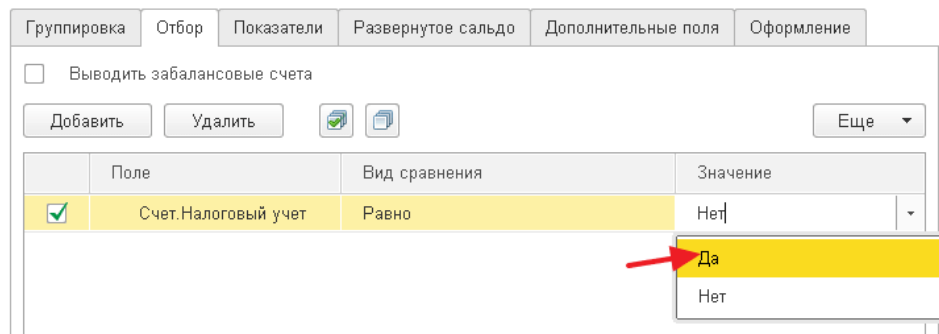 Группировка Отбор Показатели Развернутое сальдо Дополнительные поля Оформление
Выводить забалансовые счета
Добавить Удалить Еще
Поле Вид сравнения Значение
Счет.Налоговый учет Равно Нет
Да
Нет